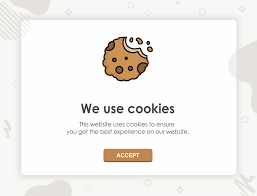 We use cookies
This website uses cookies to ensure
you get the best experience on our website.
ACCEPT